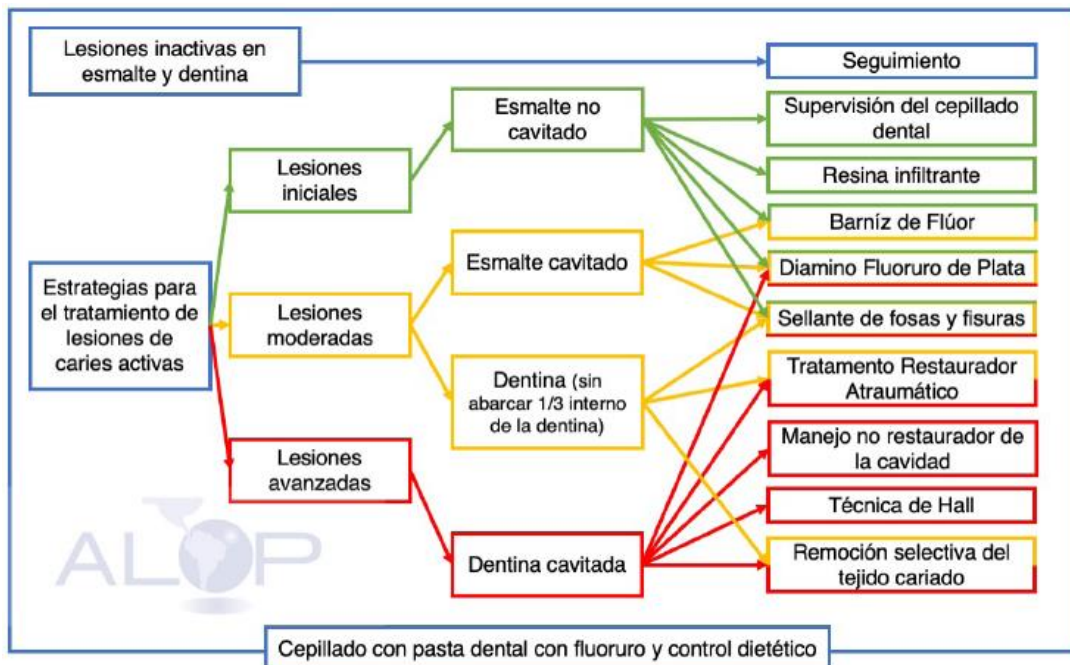 Lesiones inactivas en
esmalte y dentina
Seguimiento
Esmalte no
cavitado
Supervisión del cepillado
dental
Lesiones
iniciales
Resina infiltrante
Barníz de Flúor
Esmalte cavitado
Diamino Fluoruro de Plata
Estrategias para
el tratamiento de
lesiones de
caries activas
Lesiones
moderadas
Sellante de fosas y fisuras
Dentina (sin
abarcar 1/3 interno
de la dentina)
Tratamento Restaurador
Atraumático
Lesiones
avanzadas
Manejo no restaurador de
la cavidad
Técnica de Hall
Dentina cavitada
Remoción selectiva del
tejido cariado
ALOP
Cepillado con pasta dental con fluoruro y control dietético